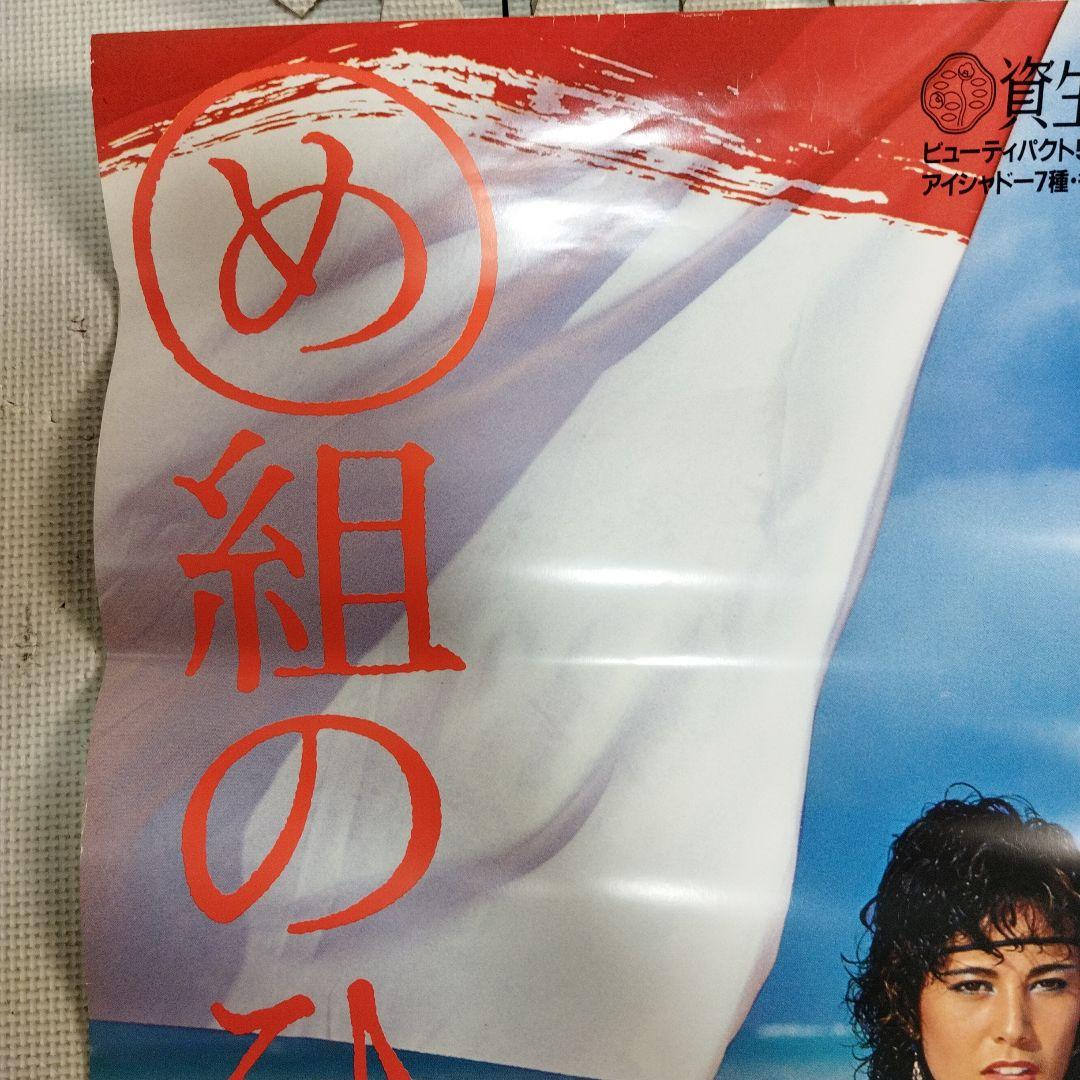 め組のひ
資生
ビューティパクト5
アイシャドー7種・